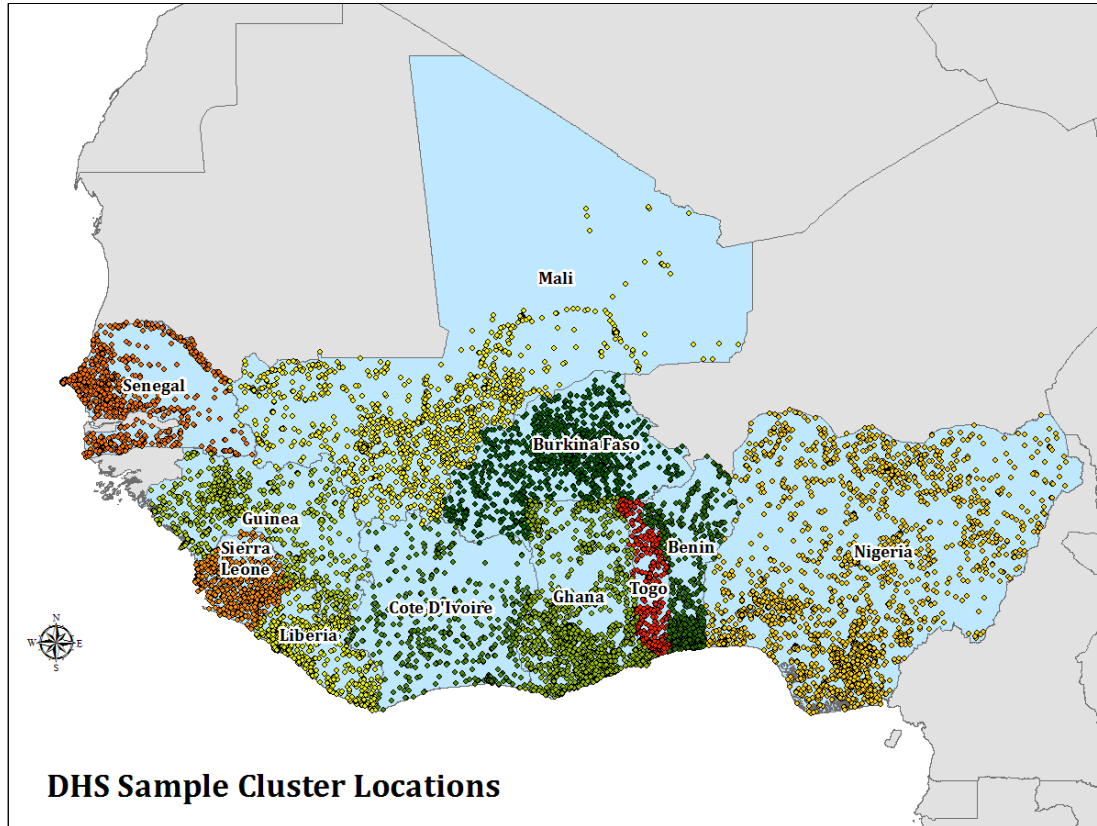 Mali
Senegal
Burkina Faso
Guinea
Sierra
Leone
Benin
Nigeria
Togo
Ghana
Cote D'Ivoire
Liberia
N
W
E
S
DHS Sample Cluster Locations